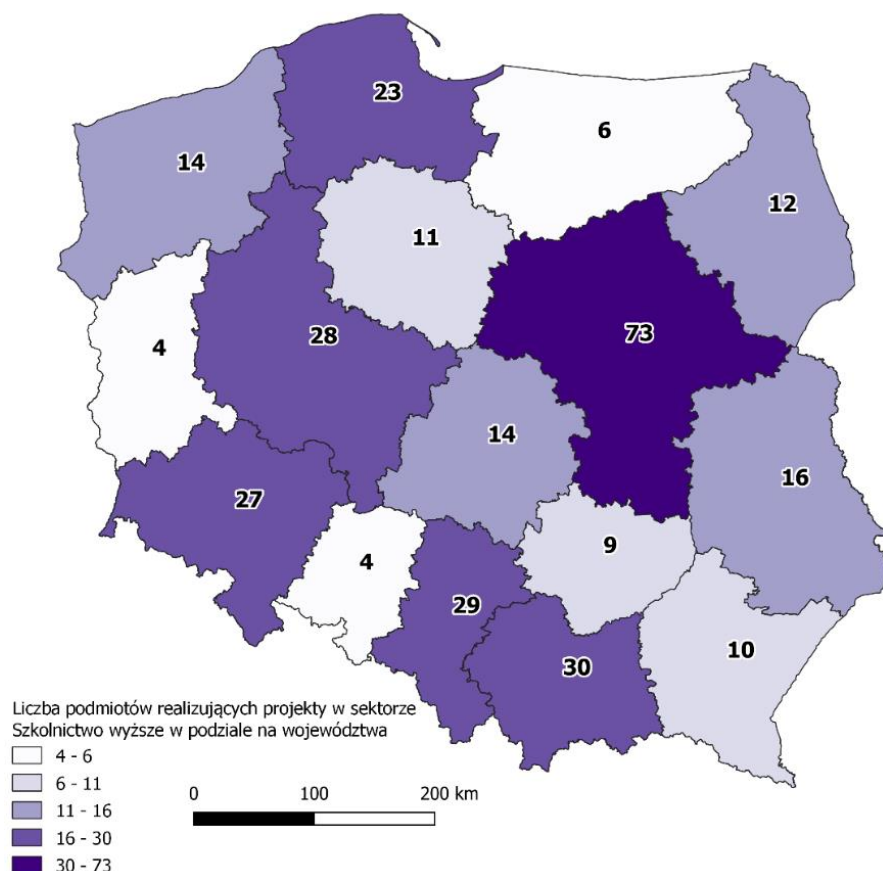 23
6
14
12
11
73
28
4
14
16
27
9
4
29
10
30
Liczba podmiotów realizujących projekty w sektorze
Szkolnictwo wyższe w podziale na województwa
4 - 6
6 - 11
11 - 16
16 - 30
30 - 73
0 100 200 km